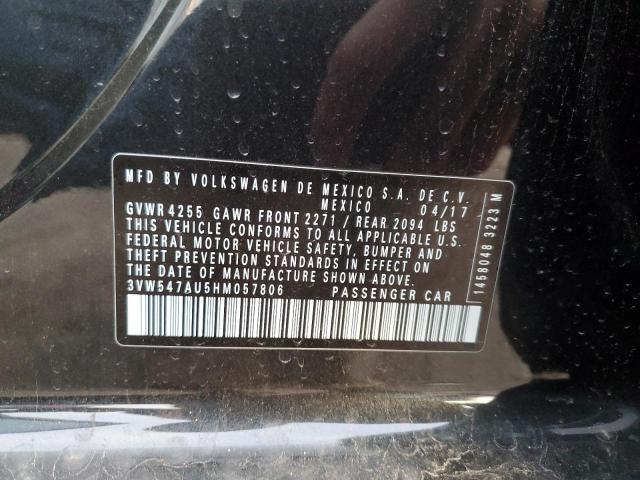 MFD BY VOLKSWAGEN DE MEXICO S.A. DE C.V.
MEXICO 04/17
GVWR 4255 GAWR FRONT 2271 / REAR 2094 LBS
THIS VEHICLE CONFORMS TO ALL APPLICABLE U.S.
FEDERAL MOTOR VEHICLE SAFETY, BUMPER AND
THEFT PREVENTION STANDARDS IN EFFECT ON
THE DATE OF MANUFACTURE SHOWN ABOVE.
3VW547AU5HM057806 PASSENGER CAR
1458048 3223 M